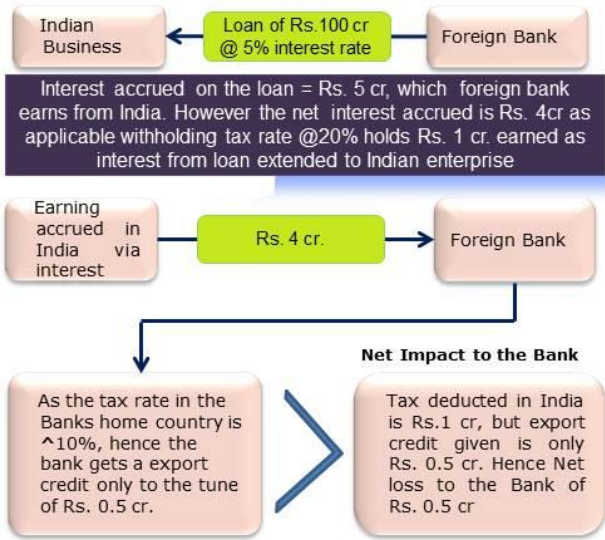 Indian
Business
Loan of Rs.100 cr
@ 5% interest rate
Foreign Bank
Interest accrued on the loan = Rs. 5 cr, which foreign bank
earns from India. However the net interest accrued is Rs. 4cr as
applicable withholding tax rate @20% holds Rs. 1 cr. earned as
interest from loan extended to Indian enterprise
Earning
accrued in
India via
interest
Rs. 4 cr.
Foreign Bank
Net Impact to the Bank
As the tax rate in the
Banks home country is
^10%, hence the
bank gets a export
credit only to the tune
of Rs. 0.5 cr.
Tax deducted in India
is Rs.1 cr, but export
credit given is only
Rs. 0.5 cr. Hence Net
loss to the Bank of
Rs. 0.5 cr